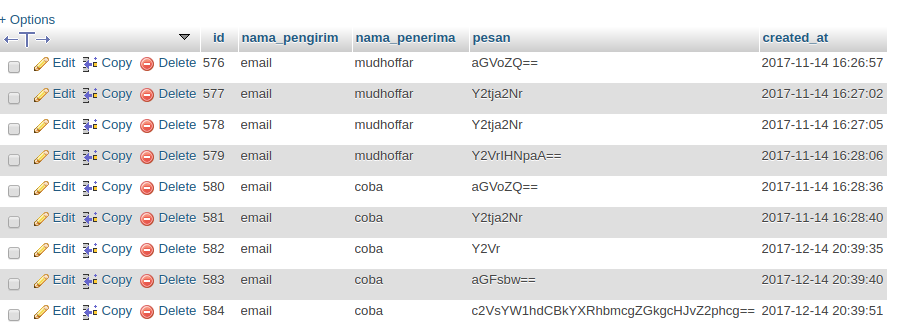 + Options
id nama_pengirim nama_penerima pesan created_at
Edit Copy Delete 576 email mudhoffar aGVoZQ== 2017-11-14 16:26:57
Edit Copy Delete 577 email mudhoffar Y2tja2Nr 2017-11-14 16:27:02
Edit Copy Delete 578 email mudhoffar Y2tja2Nr 2017-11-14 16:27:05
Edit Copy Delete 579 email mudhoffar Y2VrIHNpaA== 2017-11-14 16:28:06
Edit Copy Delete 580 email coba aGVoZQ== 2017-11-14 16:28:36
Edit Copy Delete 581 email coba Y2tja2Nr 2017-11-14 16:28:40
Edit Copy Delete 582 email coba Y2Vr 2017-12-14 20:39:35
Edit Copy Delete 583 email coba aGFsbw== 2017-12-14 20:39:40
Edit Copy Delete 584 email coba c2VsYW1hdCBkYXRhbmcgZGkgcHJvZ2phcg== 2017-12-14 20:39:51